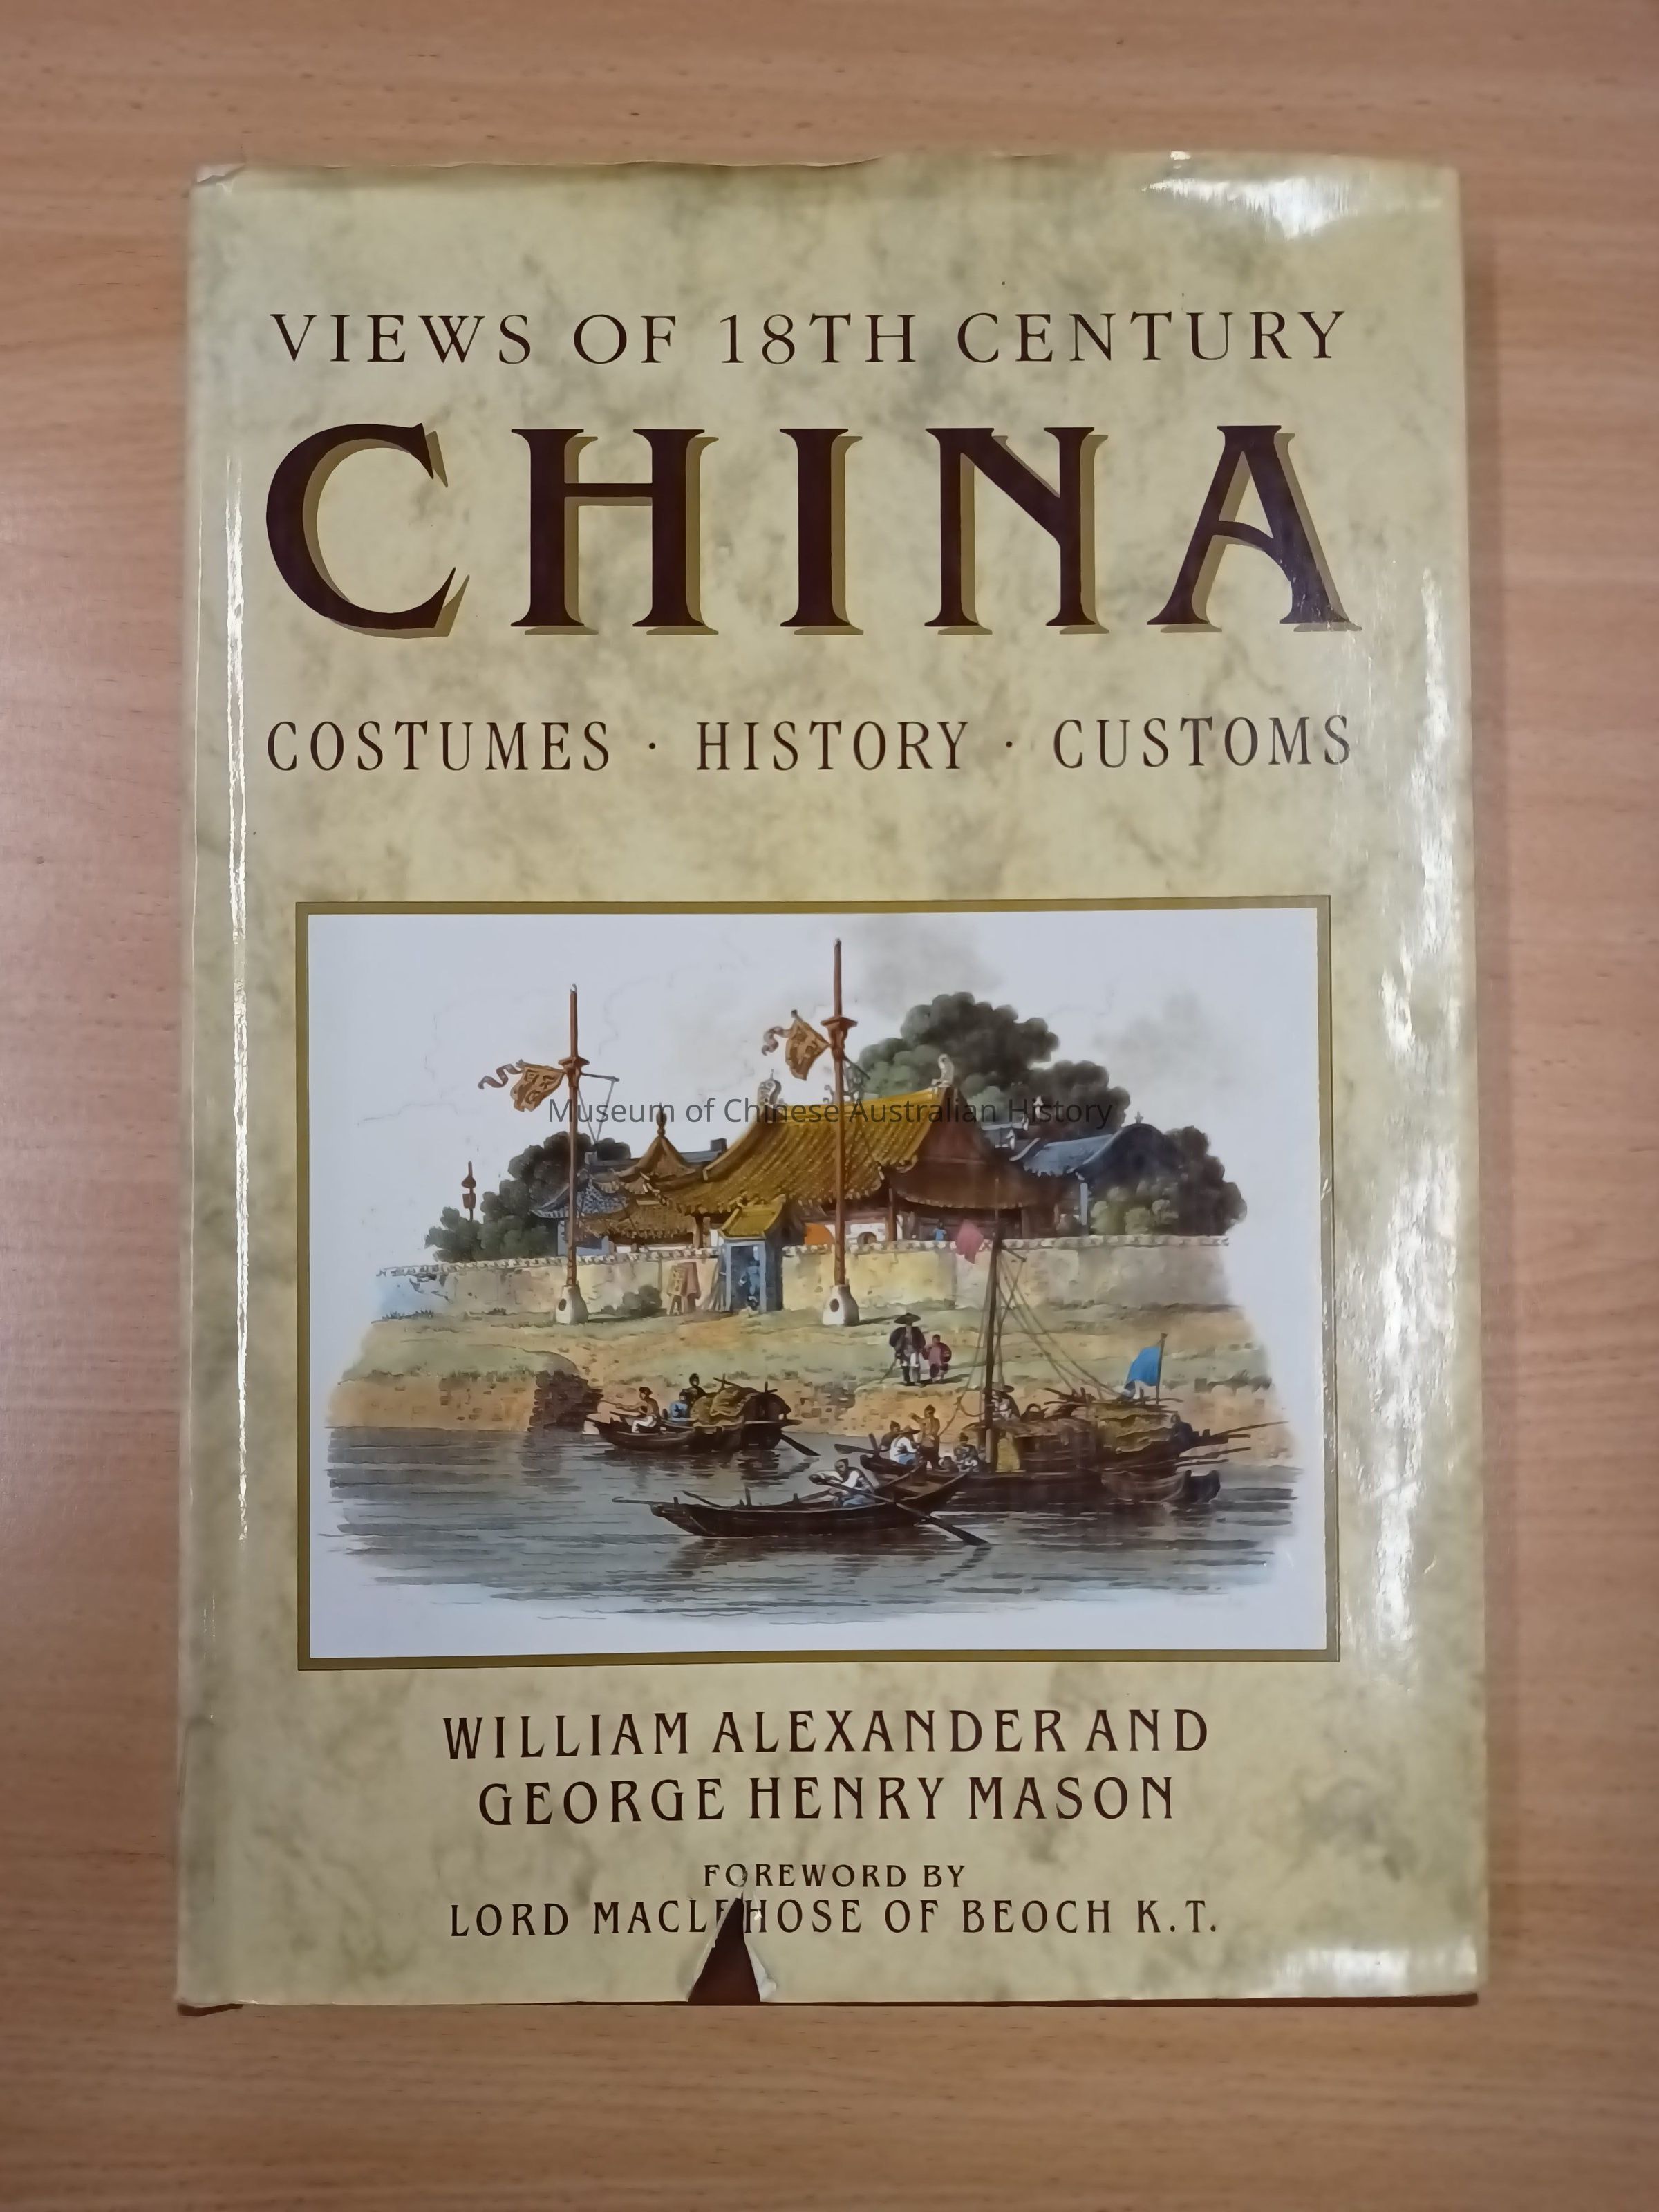 VIEWS OF 18TH CENTURY
CHINA
COSTUMES · HISTORY · CUSTOMS
Museum of Chinese Australian History
WILLIAM ALEXANDER AND
GEORGE HENRY MASON
FOREWORD BY
LORD MACLEHOSE OF BEOCH K.T.